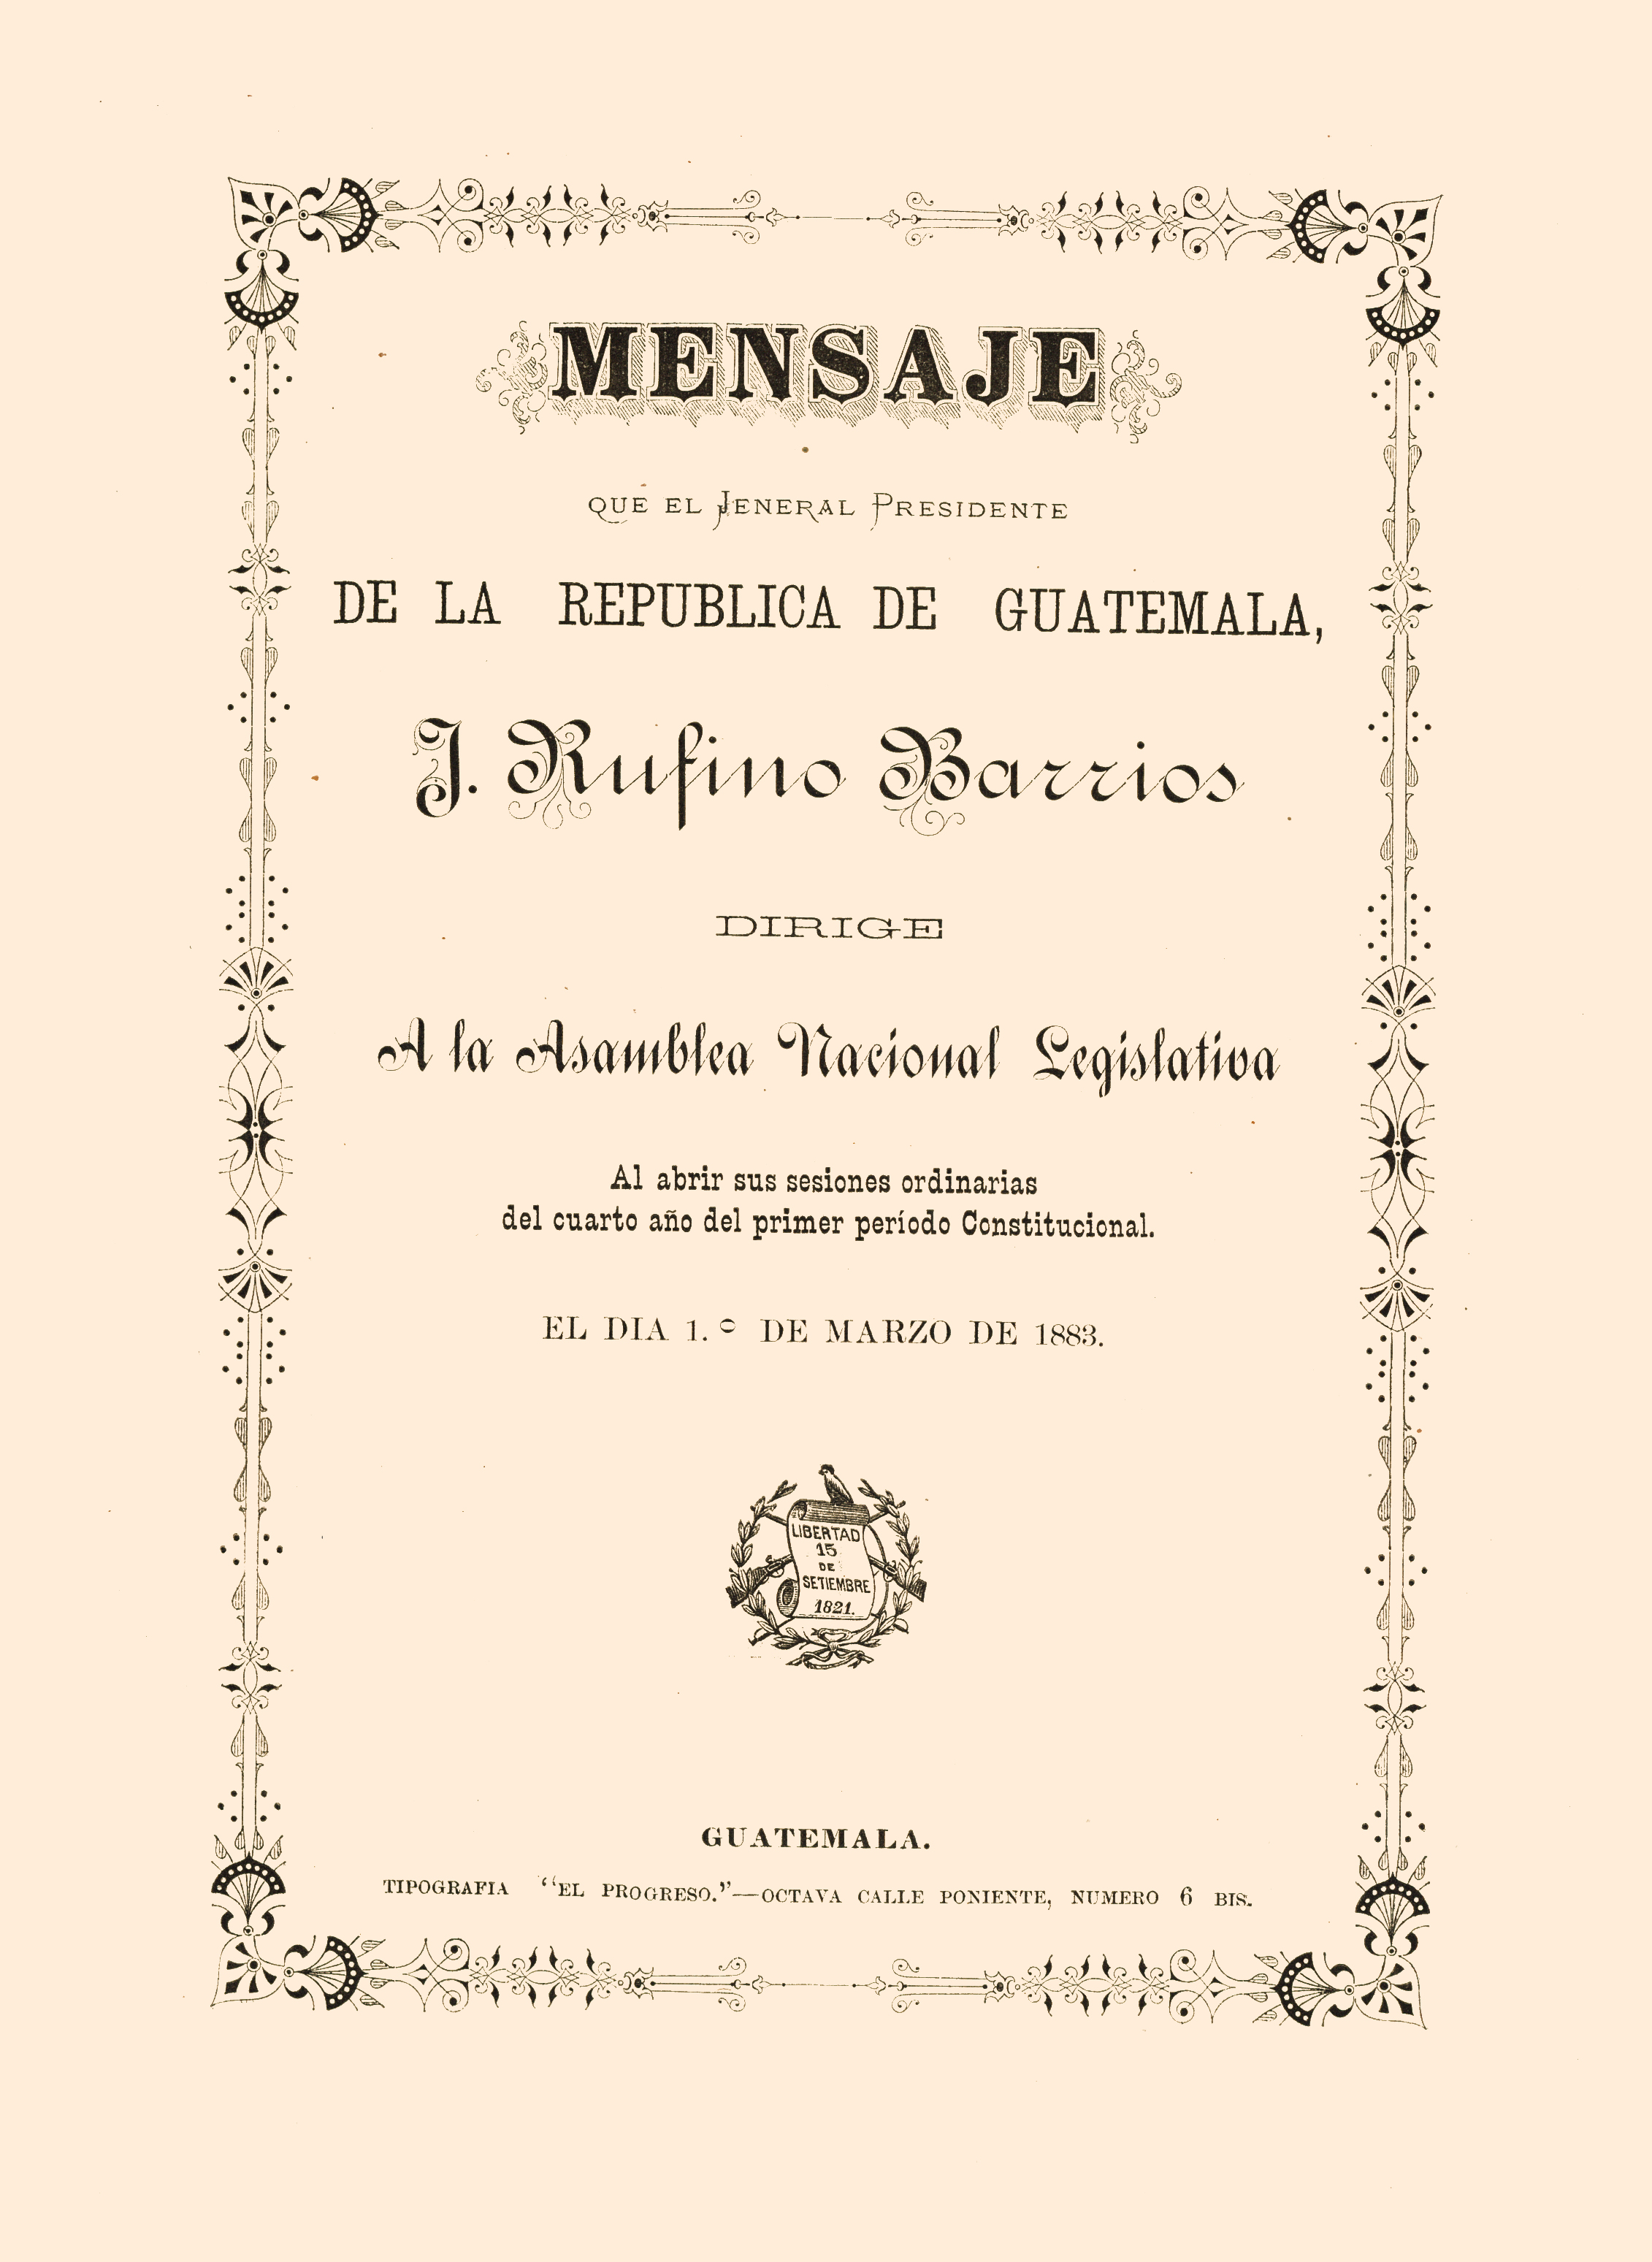 MENSAJE
QUE EL JENERAL PRESIDENTE
DE LA REPUBLICA DE GUATEMALA,
J. Rufino Barrios
DIRIGE
A la Asamblea Nacional Legislativa
Al abrir sus sesiones ordinarias
del cuarto año del primer período Constitucional.
EL DIA 1.º DE MARZO DE 1883.
LIBERTAD
15
DE
SETIEMBRE
1821.
GUATEMALA.
TIPOGRAFIA "EL PROGRESO."—OCTAVA CALLE PONIENTE, NUMERO 6 BIS.